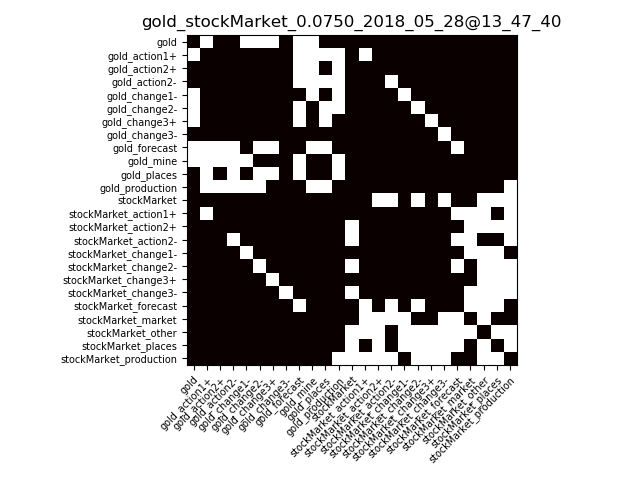 gold_stockMarket_0.0750_2018_05_28@13_47_40
gold
gold_action1+
gold_action2+
gold_action2-
gold_change1-
gold_change2-
gold_change3+
gold_change3-
gold_forecast
gold_mine
gold_places
gold_production
stockMarket
stockMarket_action1+
stockMarket_action2+
stockMarket_action2-
stockMarket_change1-
stockMarket_change2-
stockMarket_change3+
stockMarket_change3-
stockMarket_forecast
stockMarket_market
stockMarket_other
stockMarket_places
stockMarket_production
gold
gold_action1+
gold_action2+
gold_action2-
gold_change1-
gold_change2-
gold_change3+
gold_change3-
gold_forecast
gold_mine
gold_places
gold_production
stockMarket
stockMarket_action1+
stockMarket_action2+
stockMarket_action2-
stockMarket_change1-
stockMarket_change2-
stockMarket_change3+
stockMarket_change3-
stockMarket_forecast
stockMarket_market
stockMarket_other
stockMarket_places
stockMarket_production